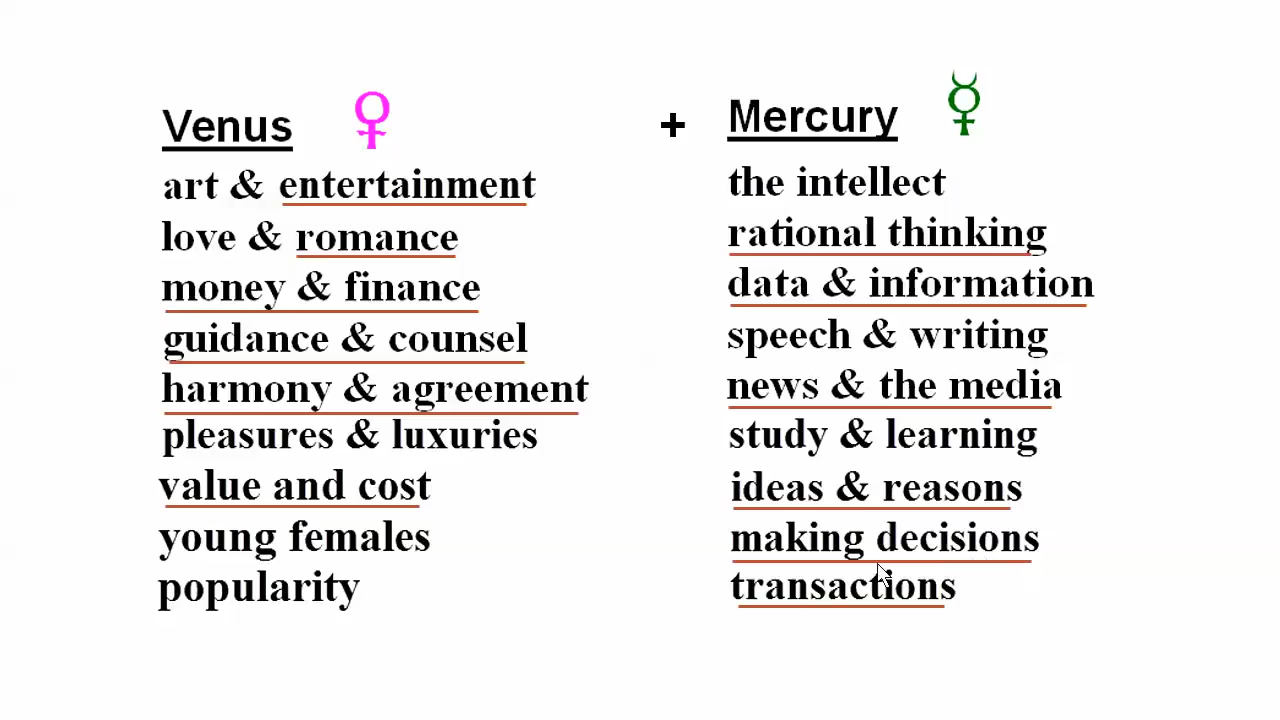 Venus ♀
art & entertainment
love & romance
money & finance
guidance & counsel
harmony & agreement
pleasures & luxuries
value and cost
young females
popularity
+
Mercury ☿
the intellect
rational thinking
data & information
speech & writing
news & the media
study & learning
ideas & reasons
making decisions
transactions